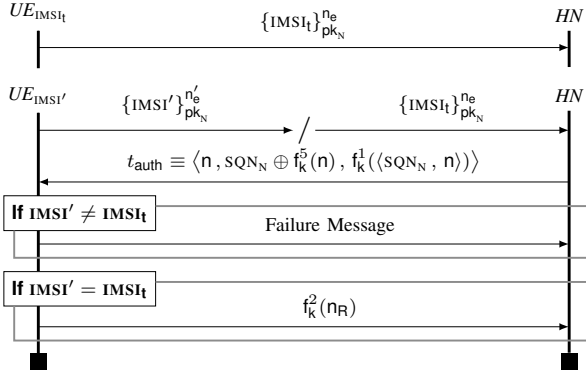 UE_IMSI_t HN
{IMSI_t}^{n_e}_{pk_N}
UE_IMSI′ HN
{IMSI′}^{n′_e}_{pk_N} / {IMSI_t}^{n_e}_{pk_N}
t_auth ≡ ⟨n , SQN_N ⊕ f^5_k(n) , f^1_k(⟨SQN_N , n⟩)⟩
If IMSI′ ≠ IMSI_t
Failure Message
If IMSI′ = IMSI_t
f^2_k(n_R)